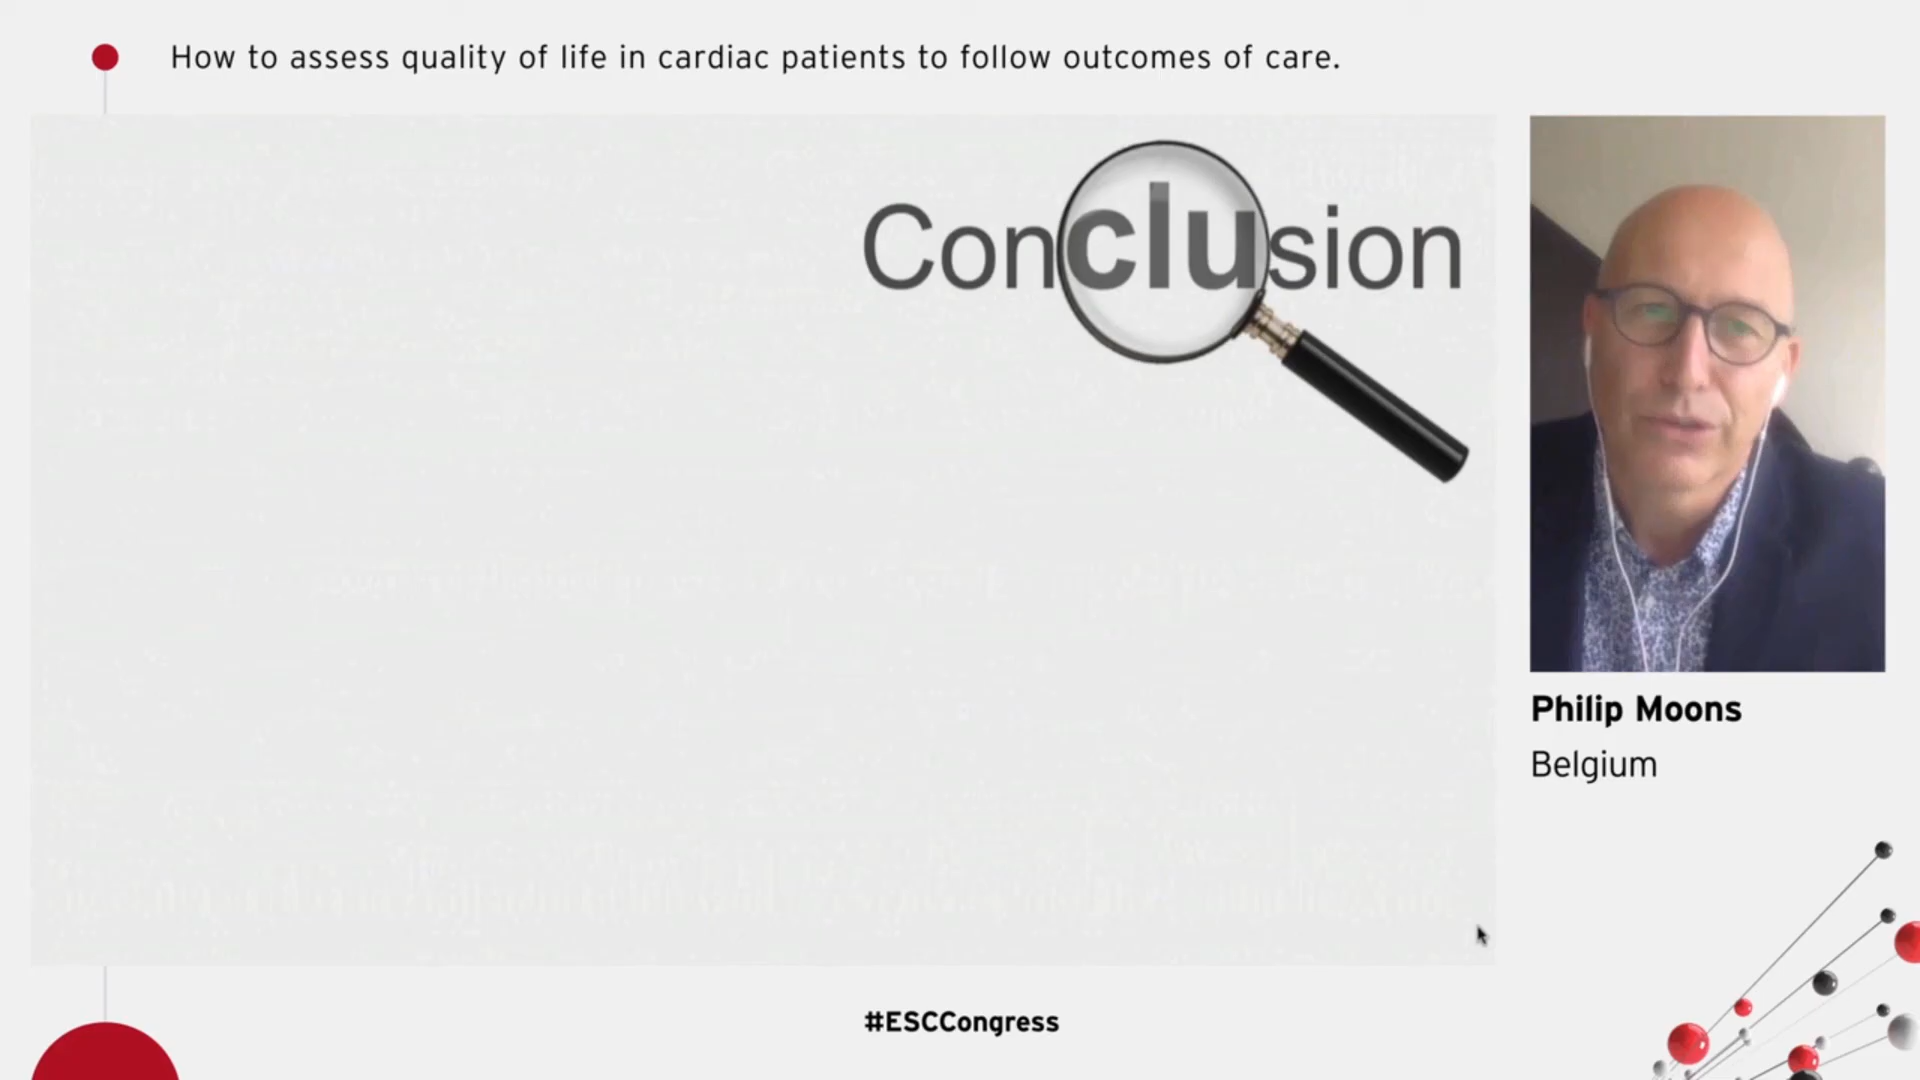 How to assess quality of life in cardiac patients to follow outcomes of care.
Conclusion
Philip Moons
Belgium
#ESCCongress